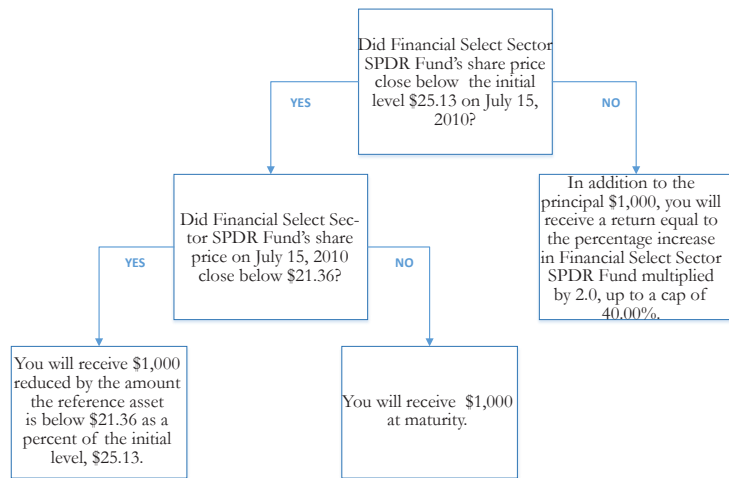 Did Financial Select Sector
SPDR Fund's share price
close below the initial
level $25.13 on July 15,
2010?
YES
NO
Did Financial Select Sec-
tor SPDR Fund's share
price on July 15, 2010
close below $21.36?
In addition to the
principal $1,000, you will
receive a return equal to
the percentage increase
in Financial Select Sector
SPDR Fund multiplied
by 2.0, up to a cap of
40.00%.
YES
NO
You will receive $1,000
reduced by the amount
the reference asset
is below $21.36 as a
percent of the initial
level, $25.13.
You will receive $1,000
at maturity.